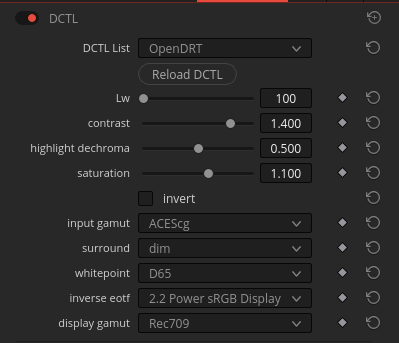 DCTL
DCTL List OpenDRT
Reload DCTL
Lw 100
contrast 1.400
highlight dechroma 0.500
saturation 1.100
invert
input gamut ACEScg
surround dim
whitepoint D65
inverse eotf 2.2 Power sRGB Display
display gamut Rec709